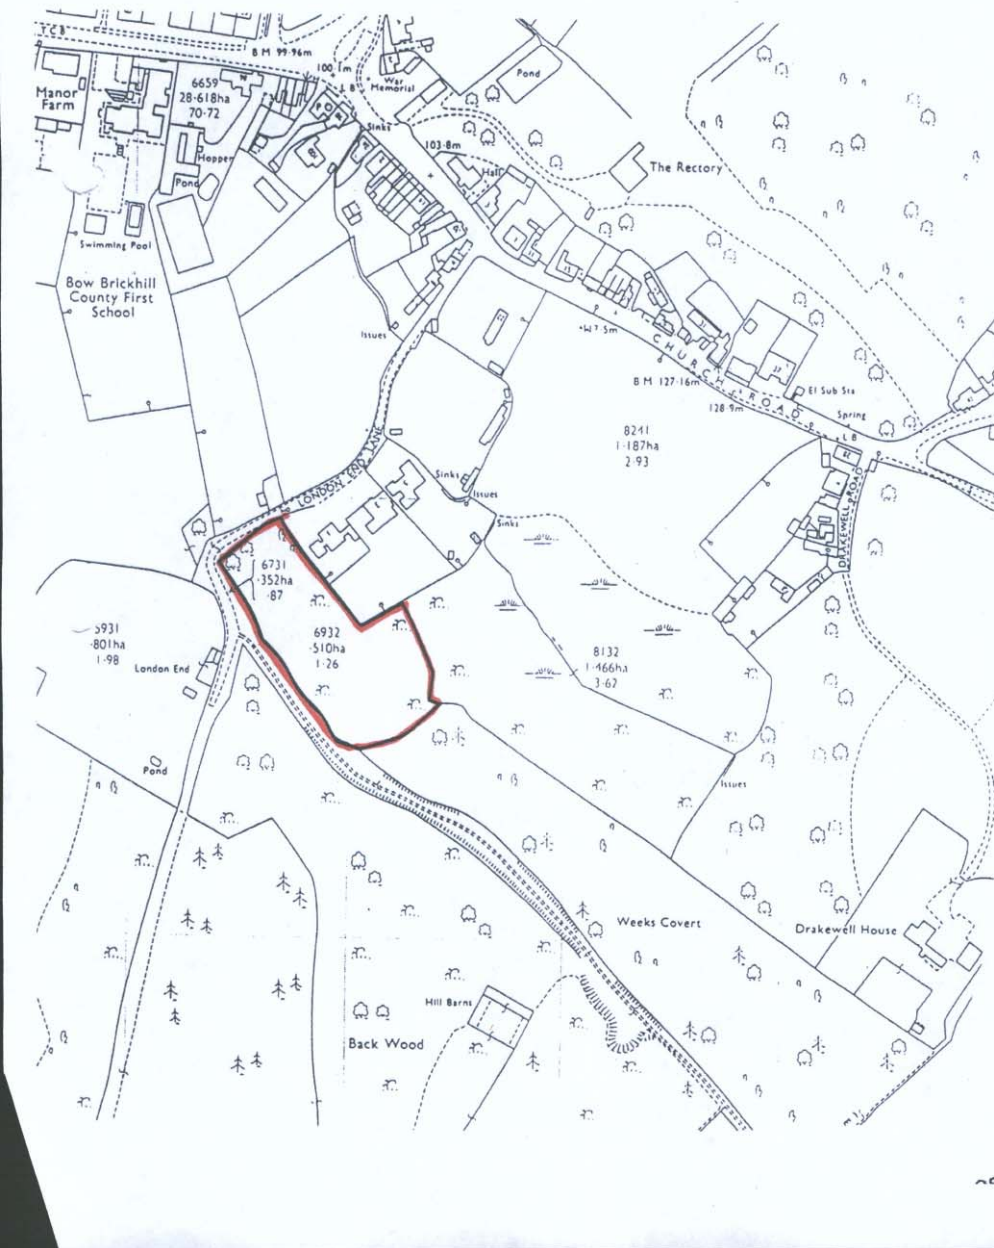 T C B
B M 99·96m
100·1m
L B
War
Memorial
Pond
Manor
Farm
6659
28·618ha
70·72
P O
Sinks
103·8m
Hall
The Rectory
Hopper
Pond
Swimming Pool
Bow Brickhill
County First
School
Issues
CHURCH ROAD
B M 127·16m
128·9m
El Sub Sta
Spring
L B
8241
1·187ha
2·93
LONDON END LANE
Sinks
Issues
Sinks
DRAKEWELL ROAD
6731
·352ha
·87
5931
·801ha
1·98
6932
·510ha
1·26
8132
1·466ha
3·62
London End
Pond
Issues
Weeks Covert
Drakewell House
Hill Barns
Back Wood